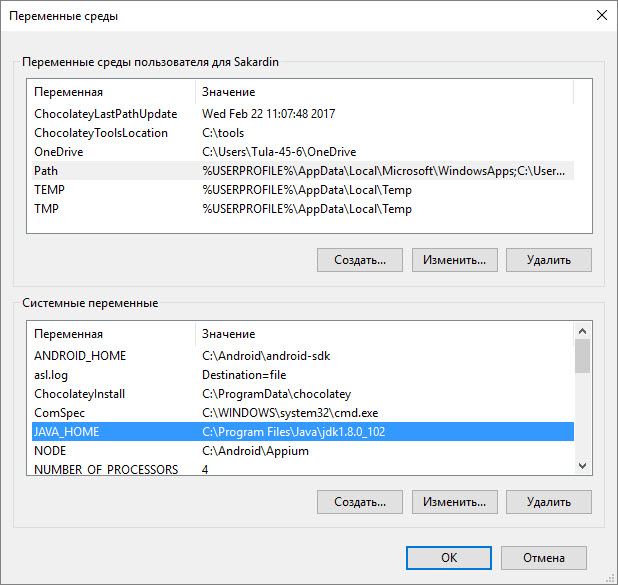 Переменные среды
Переменные среды пользователя для Sakardin
Переменная Значение
ChocolateyLastPathUpdate Wed Feb 22 11:07:48 2017
ChocolateyToolsLocation C:\tools
OneDrive C:\Users\Tula-45-6\OneDrive
Path %USERPROFILE%\AppData\Local\Microsoft\WindowsApps;C:\User...
TEMP %USERPROFILE%\AppData\Local\Temp
TMP %USERPROFILE%\AppData\Local\Temp
Создать... Изменить... Удалить
Системные переменные
Переменная Значение
ANDROID_HOME C:\Android\android-sdk
asl.log Destination=file
ChocolateyInstall C:\ProgramData\chocolatey
ComSpec C:\WINDOWS\system32\cmd.exe
JAVA_HOME C:\Program Files\Java\jdk1.8.0_102
NODE C:\Android\Appium
NUMBER_OF_PROCESSORS 4
Создать... Изменить... Удалить
OK Отмена